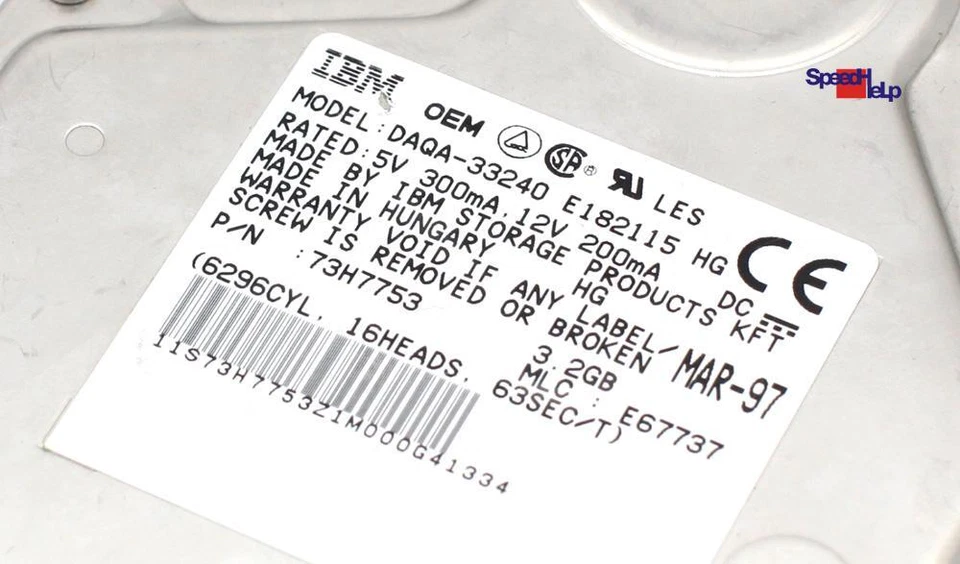 IBM
OEM SA ® RU LES
MODEL:DAQA-33240 E182115 HG CE
RATED:5V 300mA,12V 200mA DC
MADE BY IBM STORAGE PRODUCTS KFT
MADE IN HUNGARY HG
WARRANTY VOID IF ANY LABEL/
SCREW IS REMOVED OR BROKEN MAR-97
P/N :73H7753 3.2GB
MLC : E67737
(6296CYL, 16HEADS, 63SEC/T)
11S73H7753Z1M000G41334
SpeedHeLp